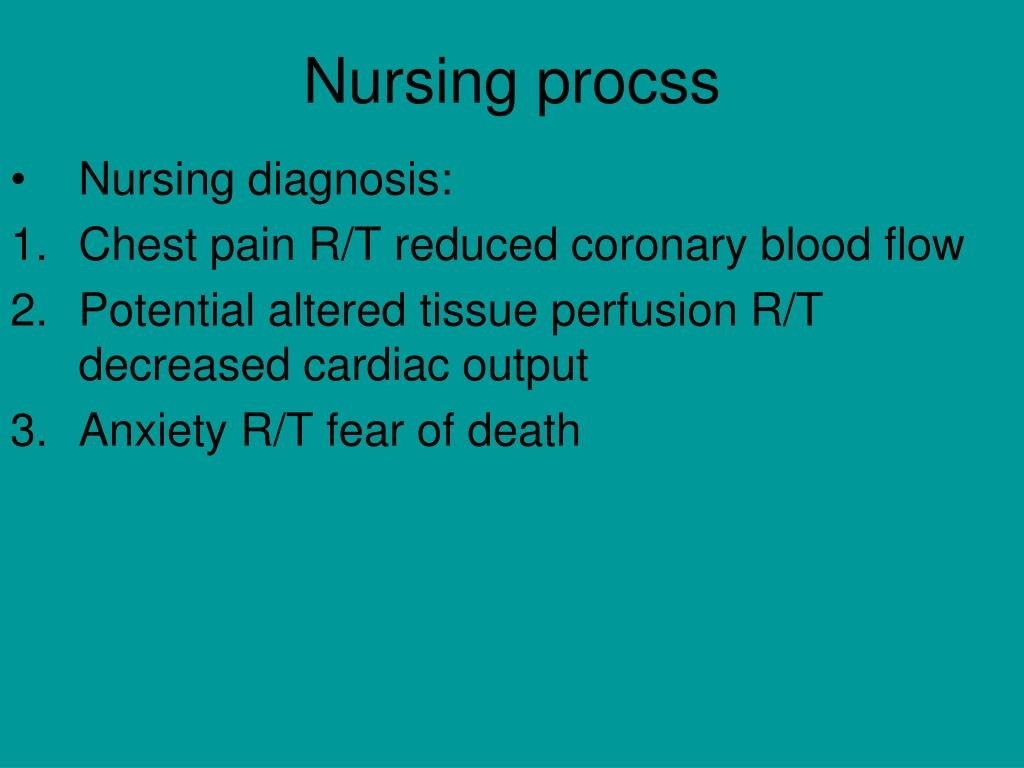 Nursing procss
• Nursing diagnosis:
1. Chest pain R/T reduced coronary blood flow
2. Potential altered tissue perfusion R/T
decreased cardiac output
3. Anxiety R/T fear of death